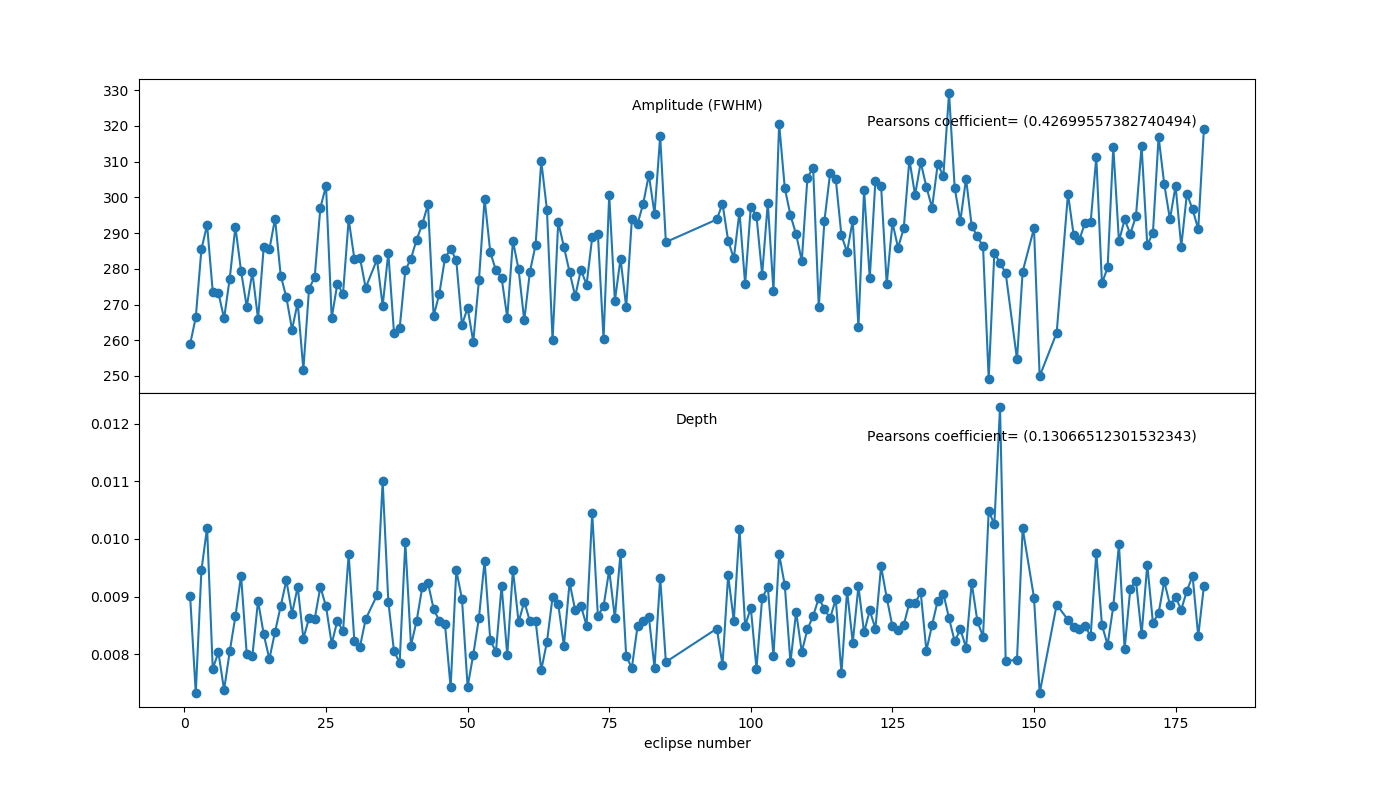 330
Amplitude (FWHM)
320
Pearsons coefficient= (0.42699557382740494)
310
300
290
280
270
260
250
0.012
Depth
Pearsons coefficient= (0.13066512301532343)
0.011
0.010
0.009
0.008
0 25 50 75 100 125 150 175
eclipse number